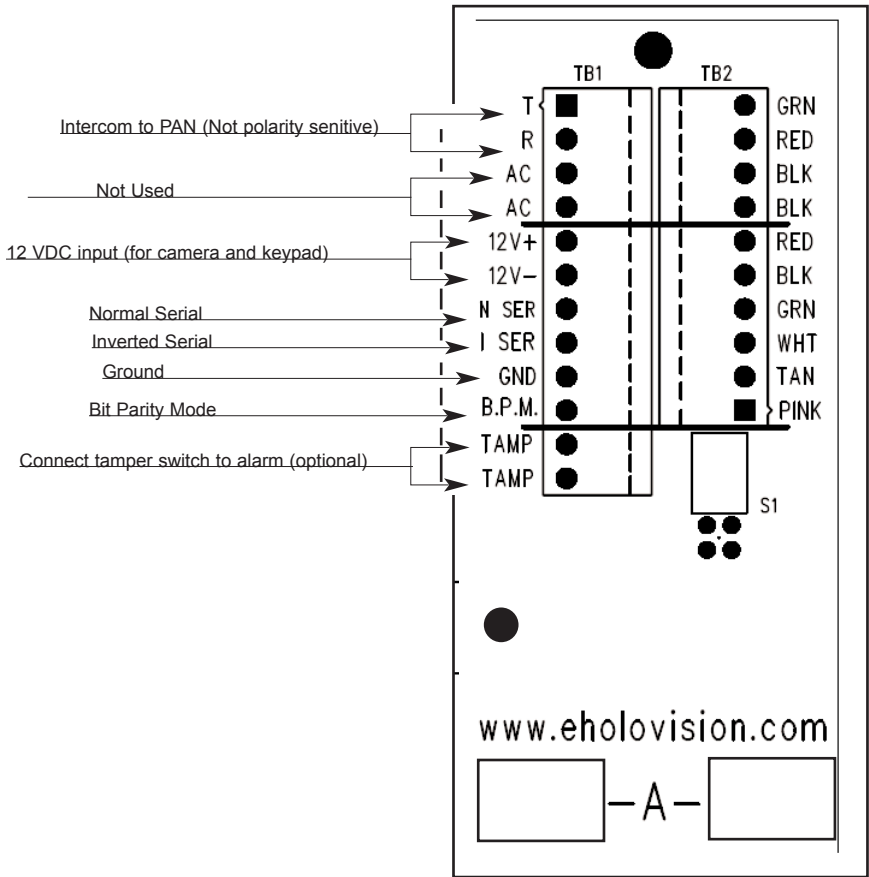 TB1 TB2
Intercom to PAN (Not polarity senitive) T GRN
R RED
Not Used AC BLK
AC BLK
12 VDC input (for camera and keypad) 12V+ RED
12V- BLK
Normal Serial N SER GRN
Inverted Serial I SER WHT
Ground GND TAN
Bit Parity Mode B.P.M. PINK
Connect tamper switch to alarm (optional) TAMP
TAMP
S1
www.eholovision.com
-A-